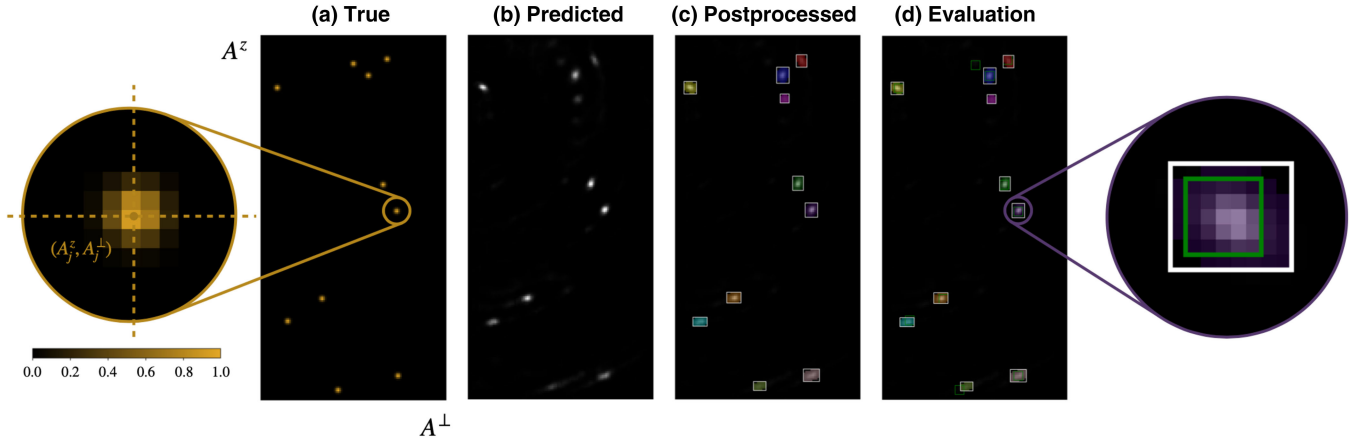 (a) True
(b) Predicted
(c) Postprocessed
(d) Evaluation
A^z
(A_j^z, A_j^⊥)
0.0 0.2 0.4 0.6 0.8 1.0
A^⊥